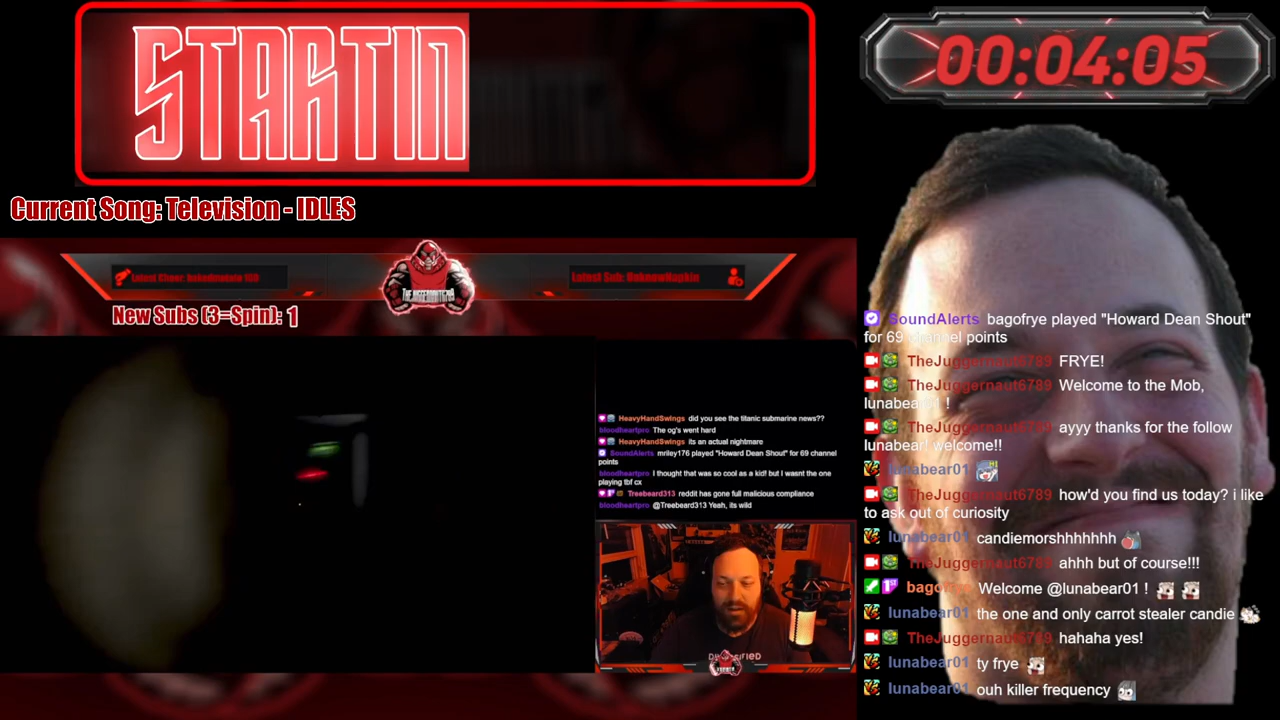 STARTIN
00:04:05
Current Song: Television - IDLES
Latest Sub: UnknowNapkin
THEJUGGERNAUT6789
New Subs (3=Spin): 1
HeavyHandSwings did you see the titanic submarine news??
bloodheartpro The og's went hard
HeavyHandSwings its an actual nightmare
SoundAlerts mriley176 played "Howard Dean Shout" for 69 channel
points
bloodheartpro I thought that was so cool as a kid! but I wasnt the one
playing tbf cx
Treebeard313 reddit has gone full malicious compliance
bloodheartpro @Treebeard313 Yeah, its wild
SoundAlerts bagofrye played "Howard Dean Shout"
for 69 channel points
TheJuggernaut6789 FRYE!
TheJuggernaut6789 Welcome to the Mob,
lunabear01 !
TheJuggernaut6789 ayyy thanks for the follow
lunabear! welcome!!
lunabear01
TheJuggernaut6789 how'd you find us today? i like
to ask out of curiosity
lunabear01 candiemorshhhhhhh
TheJuggernaut6789 ahhh but of course!!!
bagofrye Welcome @lunabear01 !
lunabear01 the one and only carrot stealer candie
TheJuggernaut6789 hahaha yes!
lunabear01 ty frye
lunabear01 ouh killer frequency